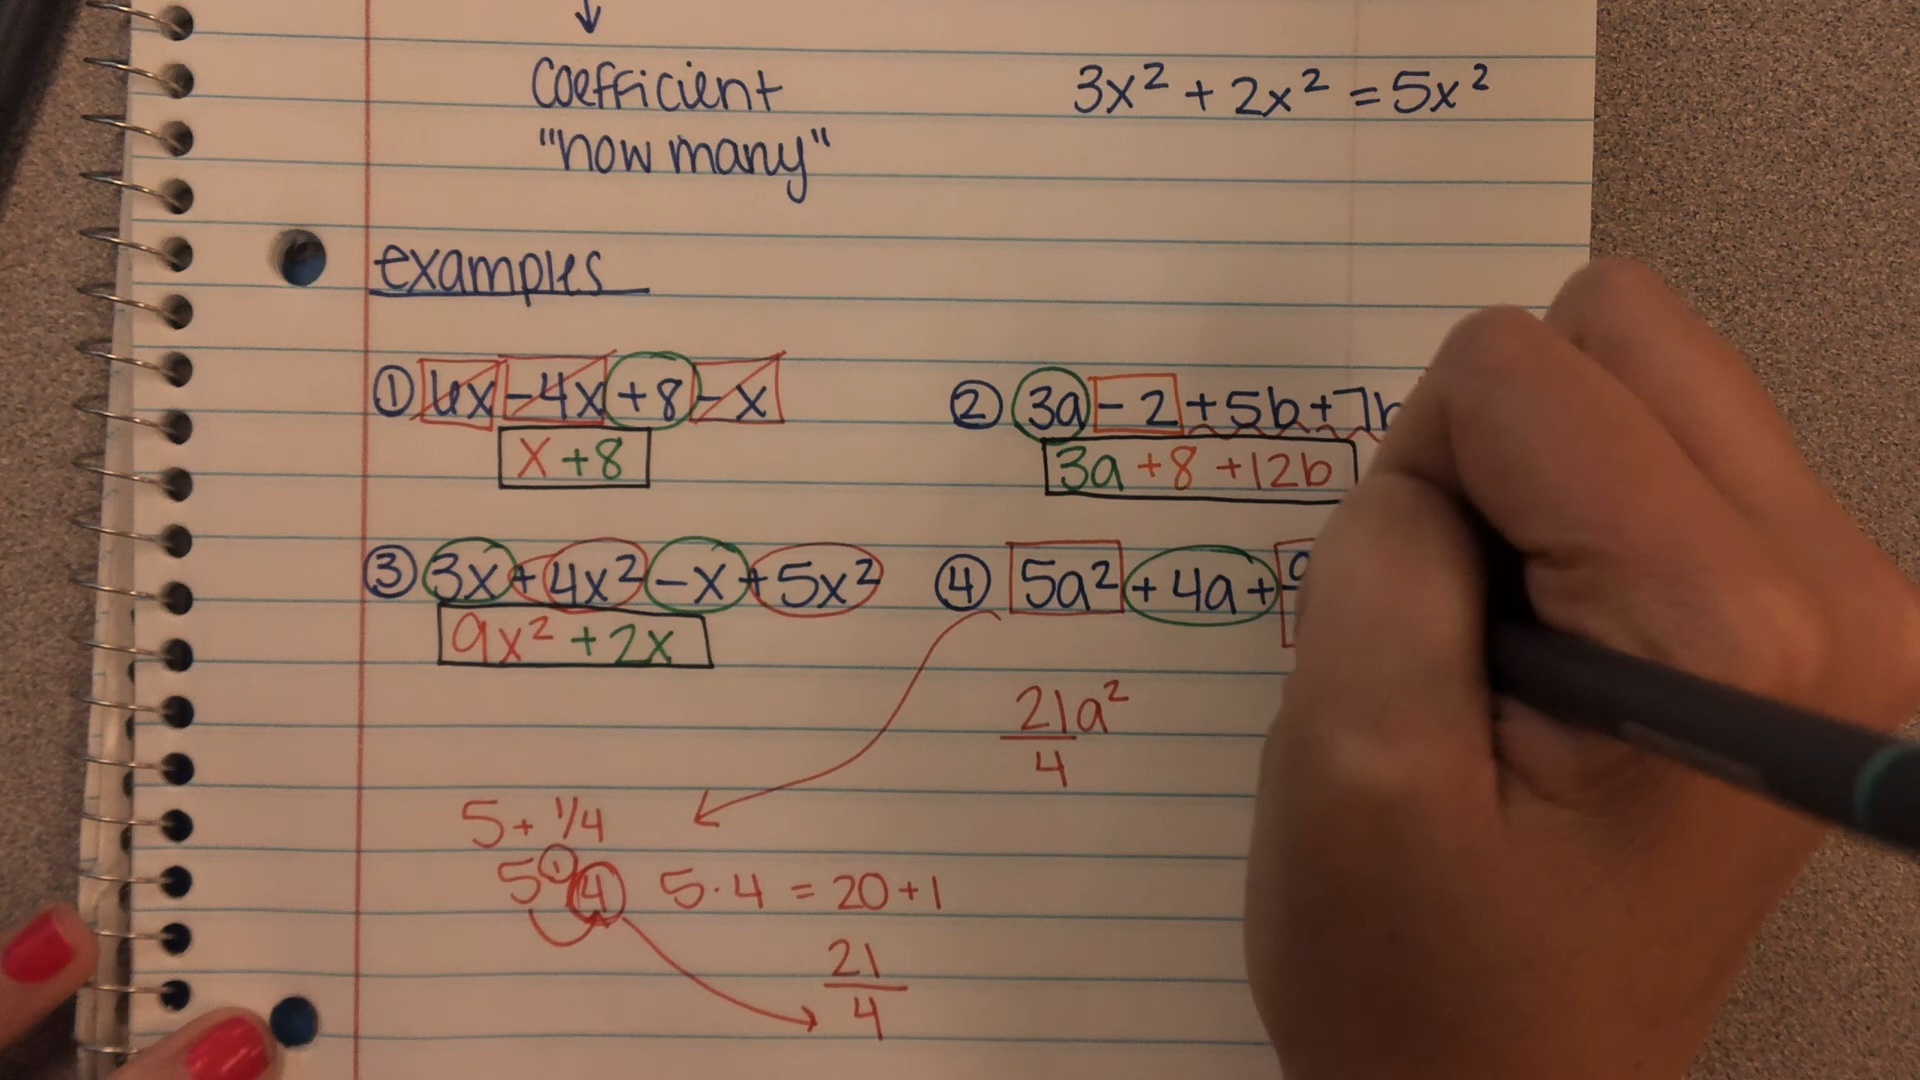 ↓
Coefficient
"how many"
3x² + 2x² = 5x²
examples
① 6x - 4x + 8 - x
x + 8
② 3a - 2 + 5b + 7b
3a + 8 + 12b
③ 3x + 4x² - x + 5x²
9x² + 2x
④ 5a² + 4a +
21a²
4
5 + 1/4
5 1 4 5 · 4 = 20 + 1
21
4